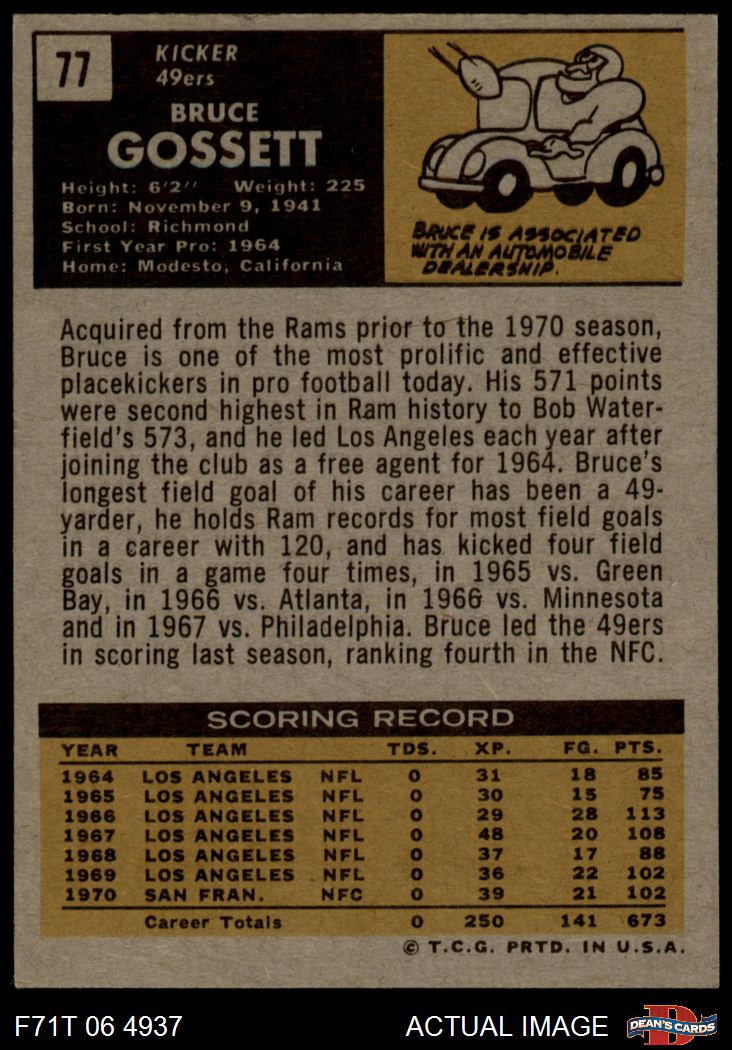 77
KICKER
49ers
BRUCE
GOSSETT
Height: 6'2" Weight: 225
Born: November 9, 1941
School: Richmond
First Year Pro: 1964
Home: Modesto, California
BRUCE IS ASSOCIATED
WITH AN AUTOMOBILE
DEALERSHIP.
Acquired from the Rams prior to the 1970 season,
Bruce is one of the most prolific and effective
placekickers in pro football today. His 571 points
were second highest in Ram history to Bob Water-
field's 573, and he led Los Angeles each year after
joining the club as a free agent for 1964. Bruce's
longest field goal of his career has been a 49-
yarder, he holds Ram records for most field goals
in a career with 120, and has kicked four field
goals in a game four times, in 1965 vs. Green
Bay, in 1966 vs. Atlanta, in 1966 vs. Minnesota
and in 1967 vs. Philadelphia. Bruce led the 49ers
in scoring last season, ranking fourth in the NFC.
SCORING RECORD
YEAR TEAM TDS. XP. FG. PTS.
1964 LOS ANGELES NFL 0 31 18 85
1965 LOS ANGELES NFL 0 30 15 75
1966 LOS ANGELES NFL 0 29 28 113
1967 LOS ANGELES NFL 0 48 20 108
1968 LOS ANGELES NFL 0 37 17 88
1969 LOS ANGELES NFL 0 36 22 102
1970 SAN FRAN. NFC 0 39 21 102
Career Totals 0 250 141 673
© T.C.G. PRTD. IN U.S.A.
F71T 06 4937 ACTUAL IMAGE DEAN'S CARDS